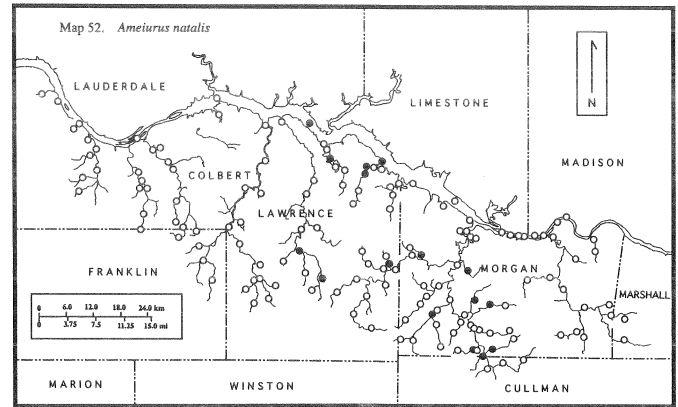 Map 52. Ameiurus natalis
LAUDERDALE
LIMESTONE
N
MADISON
COLBERT
LAWRENCE
FRANKLIN
MORGAN
MARSHALL
0 6.0 12.0 18.0 24.0 km
0 3.75 7.5 11.25 15.0 mi
MARION
WINSTON
CULLMAN